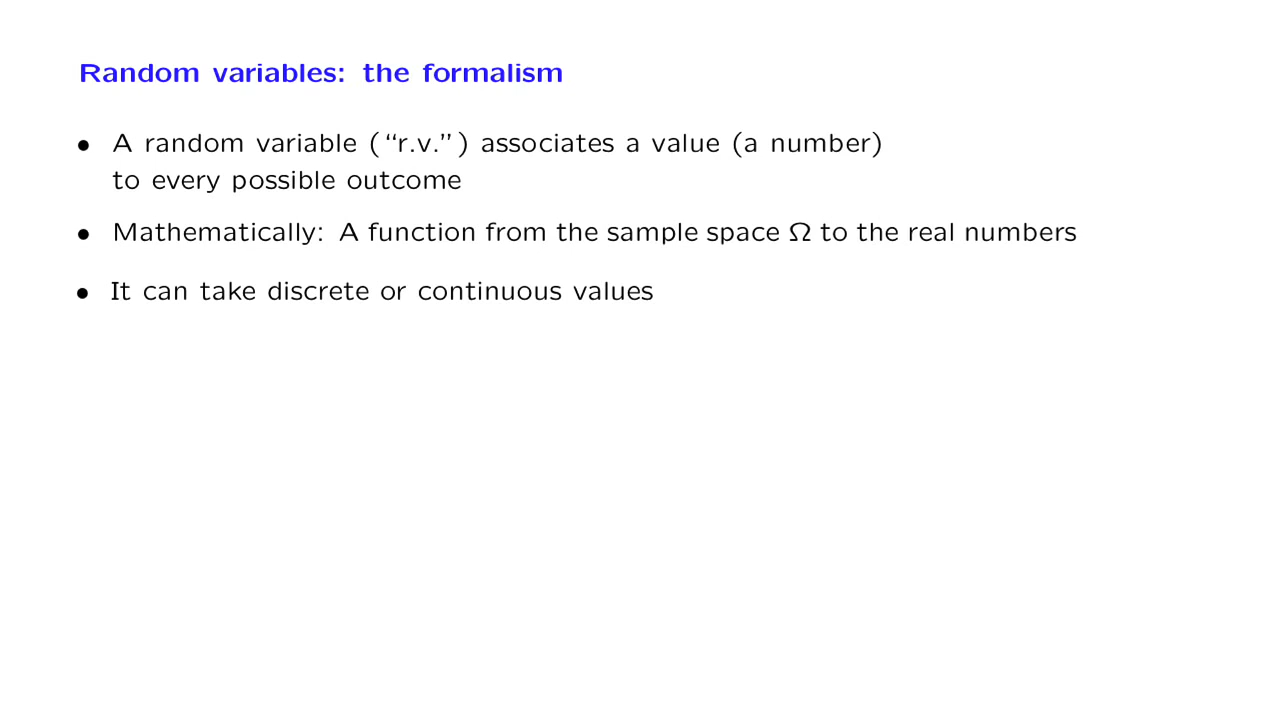 Random variables: the formalism
• A random variable (“r.v.”) associates a value (a number)
to every possible outcome
• Mathematically: A function from the sample space Ω to the real numbers
• It can take discrete or continuous values